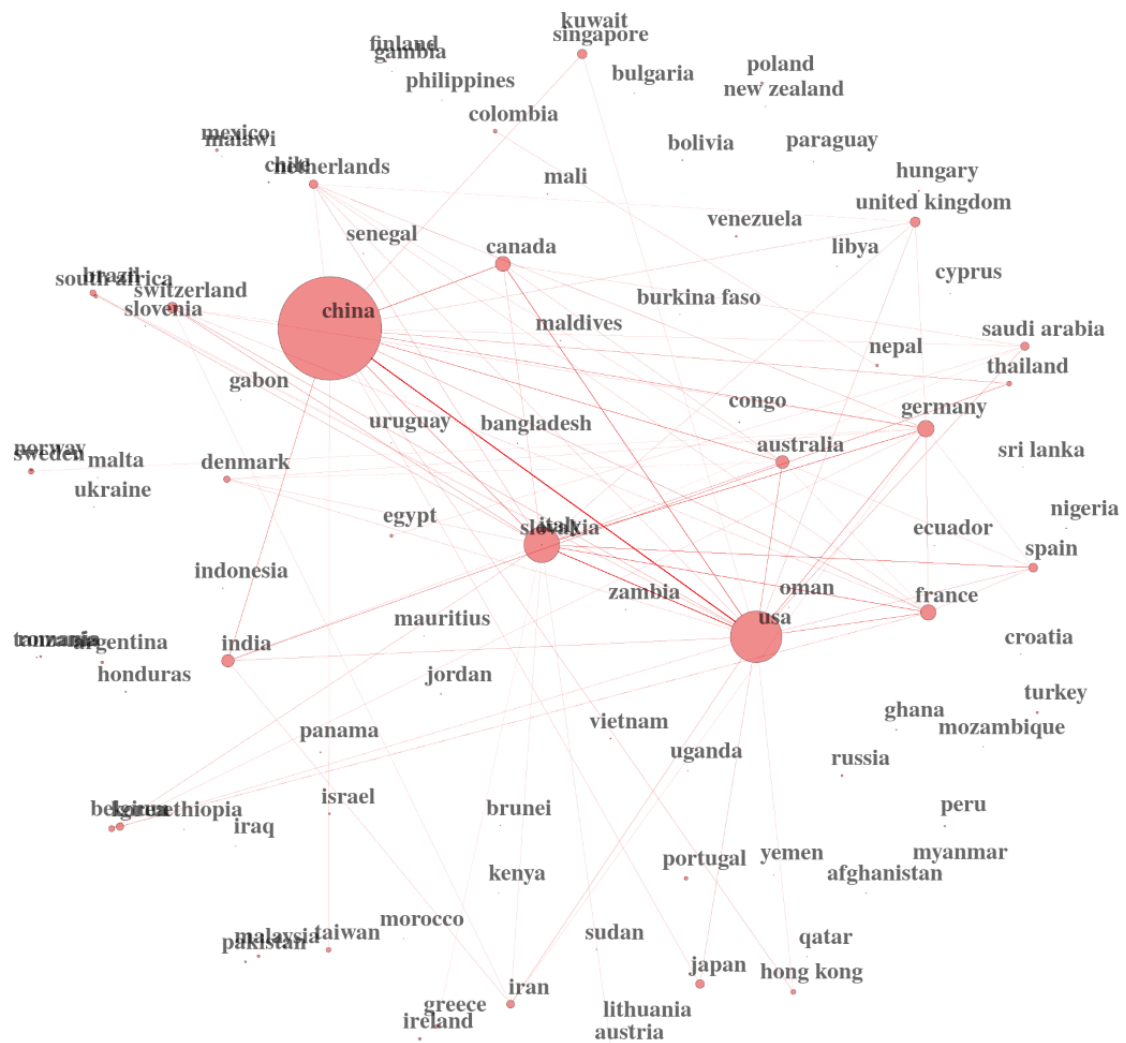 kuwait
singapore
finland
gambia
philippines
bulgaria
poland
new zealand
colombia
mexico
malawi
chile
netherlands
bolivia
paraguay
mali
hungary
united kingdom
senegal
canada
venezuela
libya
brazil
south africa
switzerland
slovenia
china
burkina faso
cyprus
maldives
saudi arabia
nepal
thailand
gabon
uruguay
bangladesh
congo
germany
australia
norway
sweden
malta
denmark
sri lanka
ukraine
egypt
italy
slovakia
ecuador
nigeria
spain
indonesia
zambia
oman
france
mauritius
usa
tanzania
argentina
india
croatia
honduras
jordan
turkey
panama
vietnam
uganda
ghana
mozambique
russia
belgium
korea
ethiopia
israel
iraq
brunei
peru
portugal
yemen
myanmar
kenya
afghanistan
morocco
malaysia
pakistan
taiwan
sudan
qatar
japan
hong kong
iran
greece
ireland
lithuania
austria